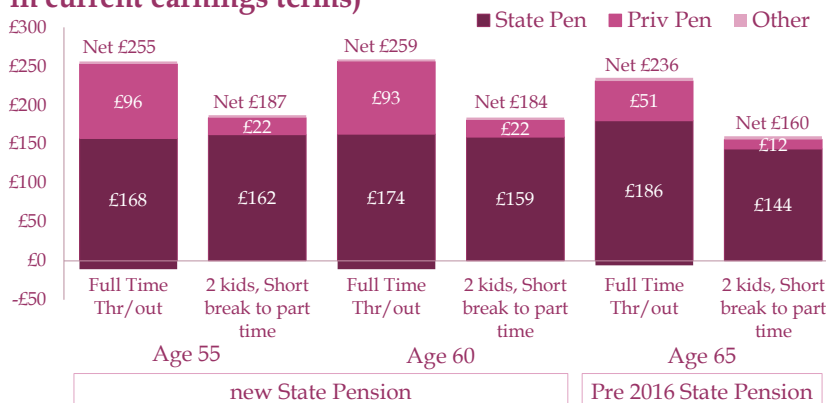 in current earnings terms)
£300
£250
£200
£150
£100
£50
£0
-£50
State Pen Priv Pen Other
Net £255
£96
£168
Net £187
£22
£162
Net £259
£93
£174
Net £184
£22
£159
Net £236
£51
£186
Net £160
£12
£144
Full Time
Thr/out
2 kids, Short
break to part
time
Full Time
Thr/out
2 kids, Short
break to part
time
Full Time
Thr/out
2 kids, Short
break to part
time
Age 55
Age 60
Age 65
new State Pension
Pre 2016 State Pension